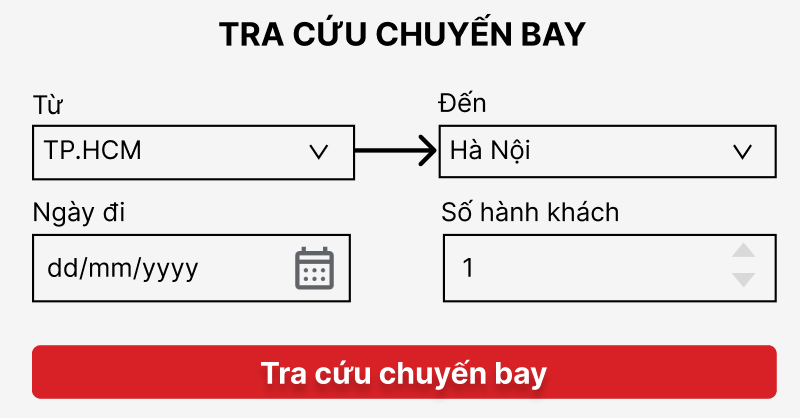 TRA CỨU CHUYẾN BAY
Từ
Đến
TP.HCM
Hà Nội
Ngày đi
Số hành khách
dd/mm/yyyy
1
Tra cứu chuyến bay